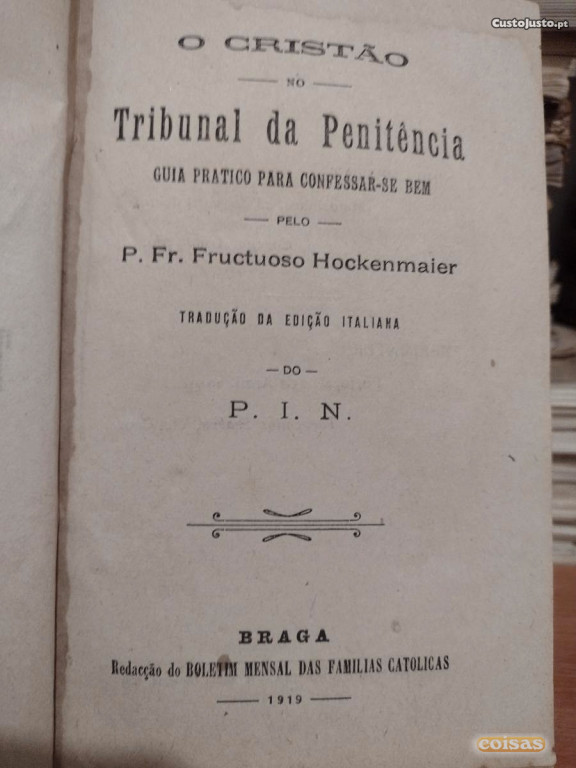 CustoJusto.pt
O CRISTÃO
— NO —
Tribunal da Penitência
GUIA PRATICO PARA CONFESSAR-SE BEM
— PELO —
P. Fr. Fructuoso Hockenmaier
TRADUÇÃO DA EDIÇÃO ITALIANA
— DO —
P. I. N.
BRAGA
Redacção do BOLETIM MENSAL DAS FAMILIAS CATOLICAS
— 1919 —
coisas